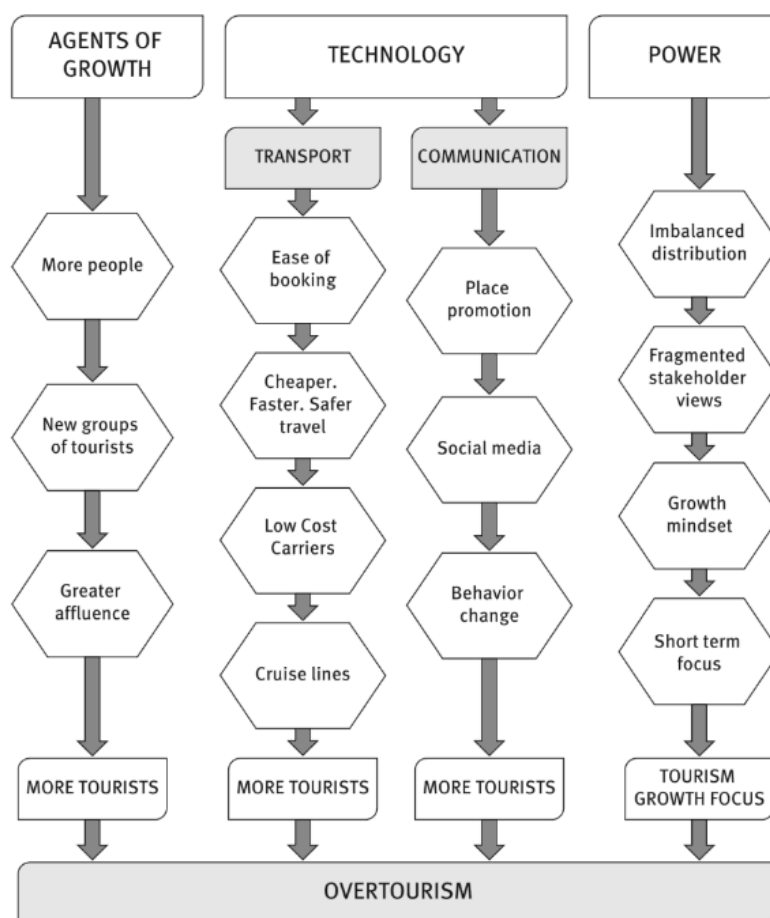 AGENTS OF
GROWTH
TECHNOLOGY
POWER
TRANSPORT
COMMUNICATION
More people
New groups
of tourists
Greater
affluence
MORE TOURISTS
Ease of
booking
Cheaper.
Faster. Safer
travel
Low Cost
Carriers
Cruise lines
MORE TOURISTS
Place
promotion
Social media
Behavior
change
MORE TOURISTS
Imbalanced
distribution
Fragmented
stakeholder
views
Growth
mindset
Short term
focus
TOURISM
GROWTH FOCUS
OVERTOURISM